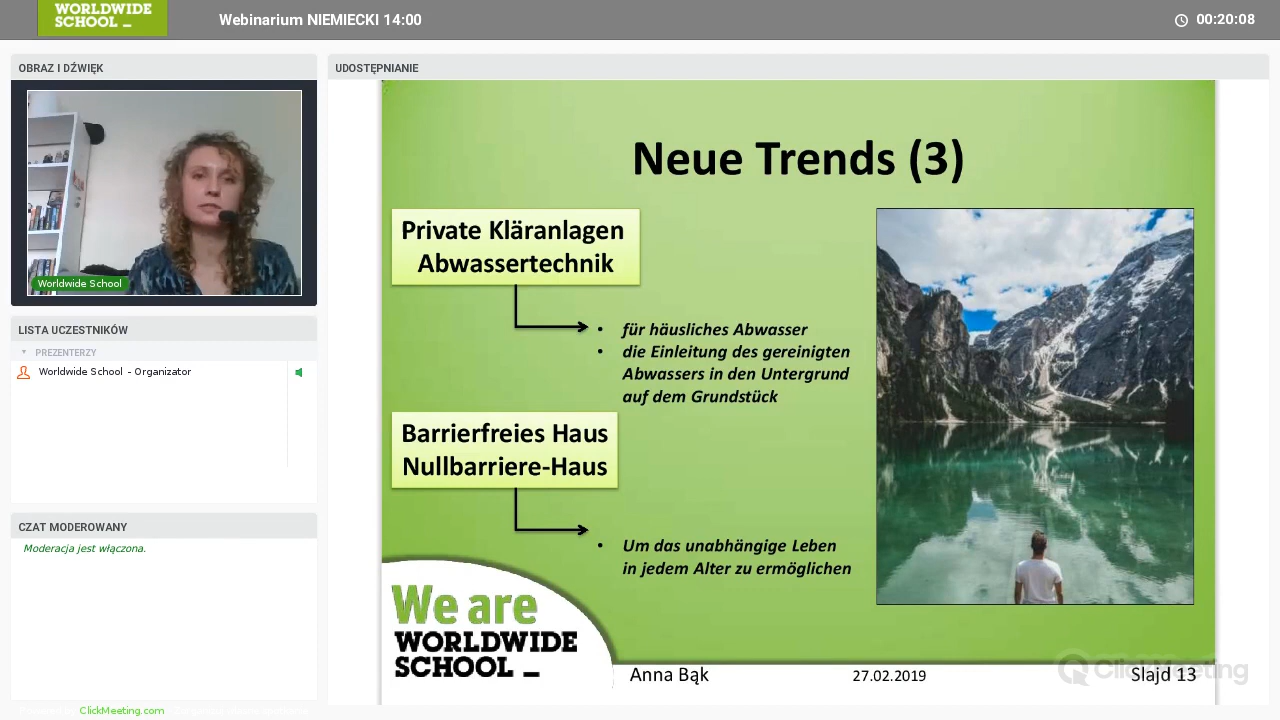 WORLDWIDE
SCHOOL _
Webinarium NIEMIECKI 14:00
00:20:08
OBRAZ I DŹWIĘK
Worldwide School
LISTA UCZESTNIKÓW
PREZENTERZY
Worldwide School - Organizator
CZAT MODEROWANY
Moderacja jest włączona.
ClickMeeting.com
UDOSTĘPNIANIE
Neue Trends (3)
Private Kläranlagen
Abwassertechnik
• für häusliches Abwasser
• die Einleitung des gereinigten
Abwassers in den Untergrund
auf dem Grundstück
Barrierfreies Haus
Nullbarriere-Haus
• Um das unabhängige Leben
in jedem Alter zu ermöglichen
We are
WORLDWIDE
SCHOOL _
Anna Bąk
27.02.2019
Slajd 13
ClickMeeting